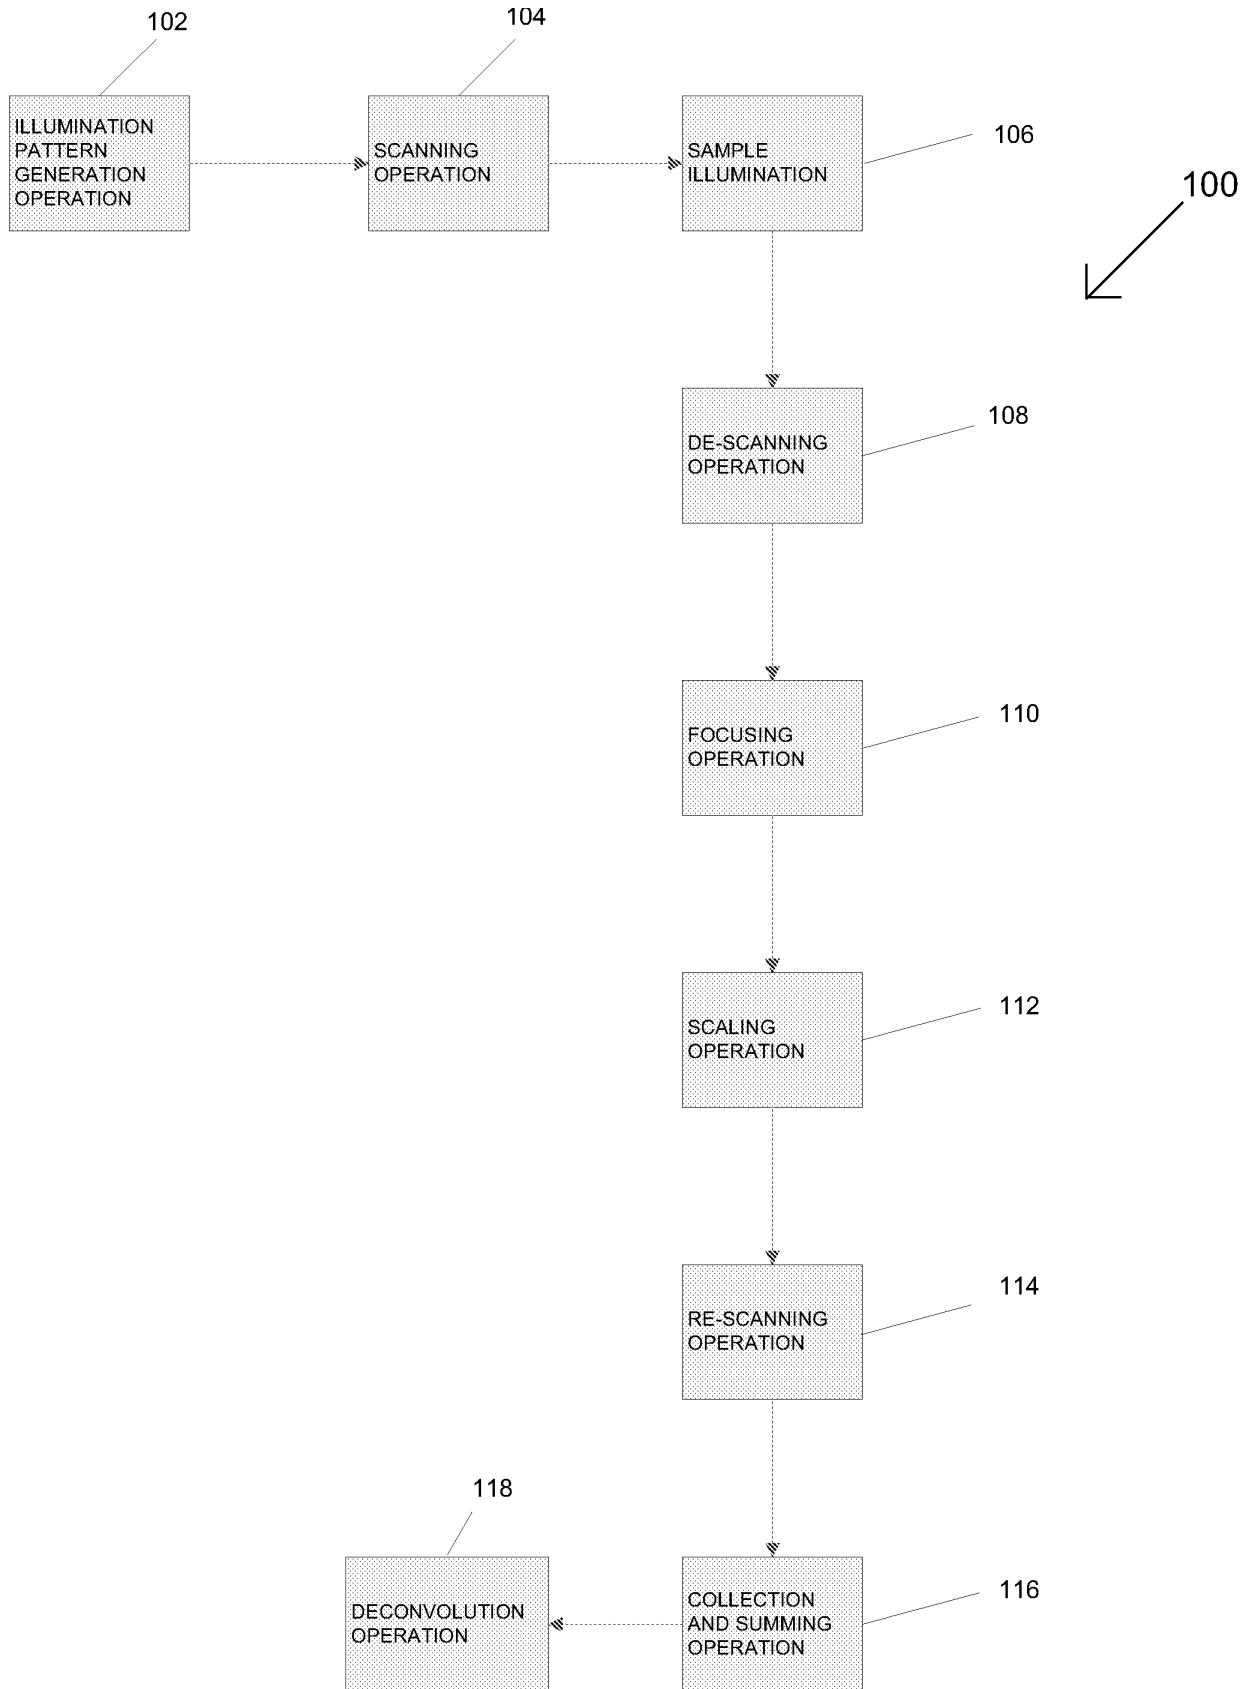 102
104
ILLUMINATION
PATTERN
GENERATION
OPERATION
SCANNING
OPERATION
SAMPLE
ILLUMINATION
106
100
DE-SCANNING
OPERATION
108
FOCUSING
OPERATION
110
SCALING
OPERATION
112
RE-SCANNING
OPERATION
114
118
DECONVOLUTION
OPERATION
COLLECTION
AND SUMMING
OPERATION
116